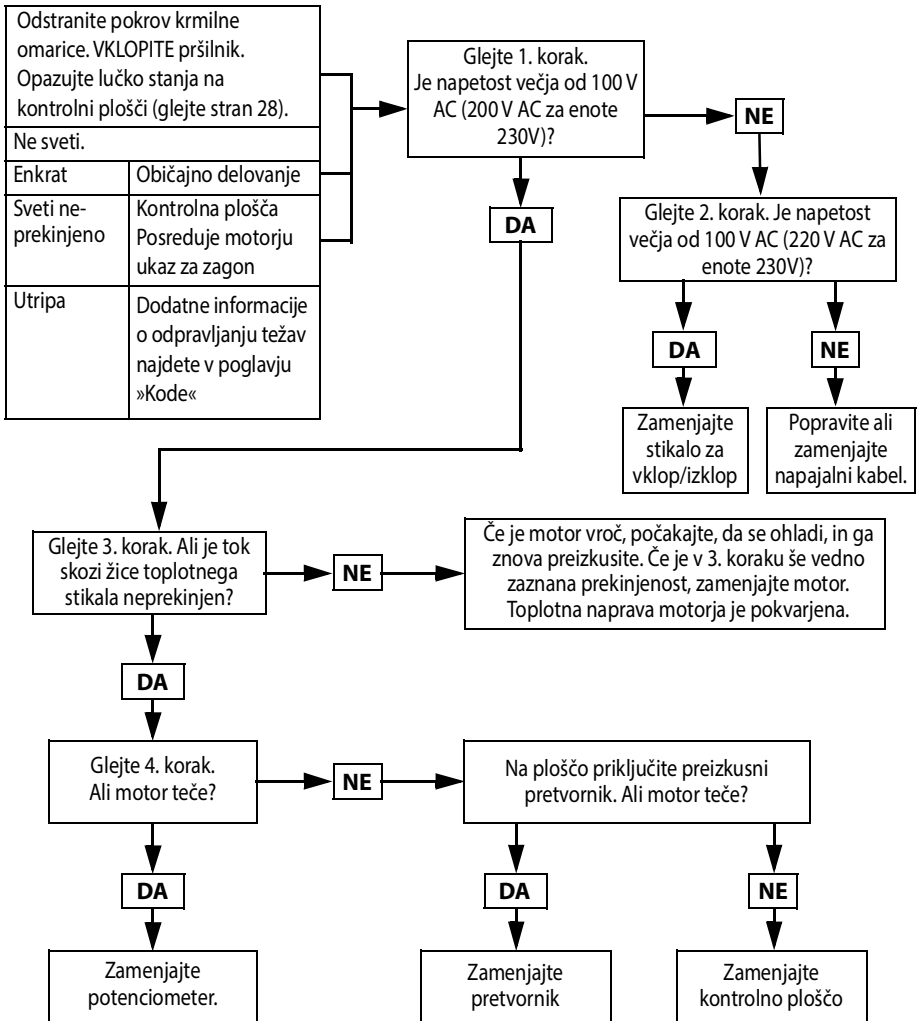 Odstranite pokrov krmilne
omarice. VKLOPITE pršilnik.
Opazujte lučko stanja na
kontrolni plošči (glejte stran 28).
Ne sveti.
Enkrat
Običajno delovanje
Sveti ne-
prekinjeno
Kontrolna plošča
Posreduje motorju
ukaz za zagon
Utripa
Dodatne informacije
o odpravljanju težav
najdete v poglavju
»Kode«
Glejte 1. korak.
Je napetost večja od 100 V
AC (200 V AC za enote
230V)?
NE
DA
Glejte 2. korak. Je napetost
večja od 100 V AC (220 V AC za
enote 230V)?
DA
NE
Zamenjajte
stikalo za
vklop/izklop
Popravite ali
zamenjajte
napajalni kabel.
Glejte 3. korak. Ali je tok
skozi žice toplotnega
stikala neprekinjen?
NE
Če je motor vroč, počakajte, da se ohladi, in ga
znova preizkusite. Če je v 3. koraku še vedno
zaznana prekinjenost, zamenjajte motor.
Toplotna naprava motorja je pokvarjena.
DA
Glejte 4. korak.
Ali motor teče?
NE
Na ploščo priključite preizkusni
pretvornik. Ali motor teče?
DA
DA
NE
Zamenjajte
potenciometer.
Zamenjajte
pretvornik
Zamenjajte
kontrolno ploščo